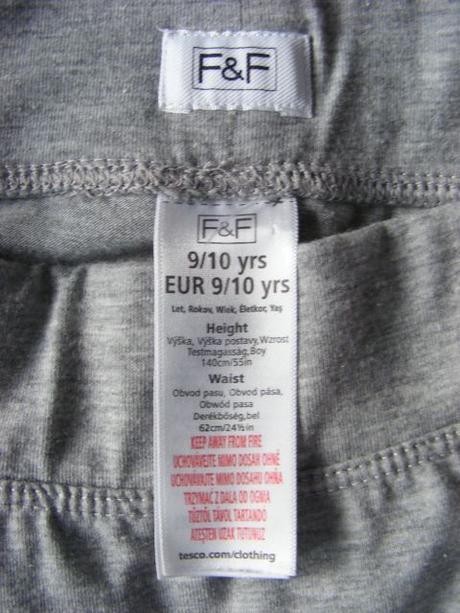 F&F
F&F
9/10 yrs
EUR 9/10 yrs
Let, Rokov, Wiek, Életkor, Yaş
Height
Výška, Výška postavy,Wzrost
Testmagasság,Boy
140cm/55in
Waist
Obvod pasu, Obvod pása,
Obwód pasa
Derékbőség,bel
62cm/24½in
KEEP AWAY FROM FIRE
UCHOVÁVEJTE MIMO DOSAH OHNĚ
UCHOVÁVAJTE MIMO DOSAHU OHŇA
TRZYMAĆ Z DALA OD OGNIA
TŰZTŐL TÁVOL TARTANDÓ
ATEŞTEN UZAK TUTUNUZ
tesco.com/clothing